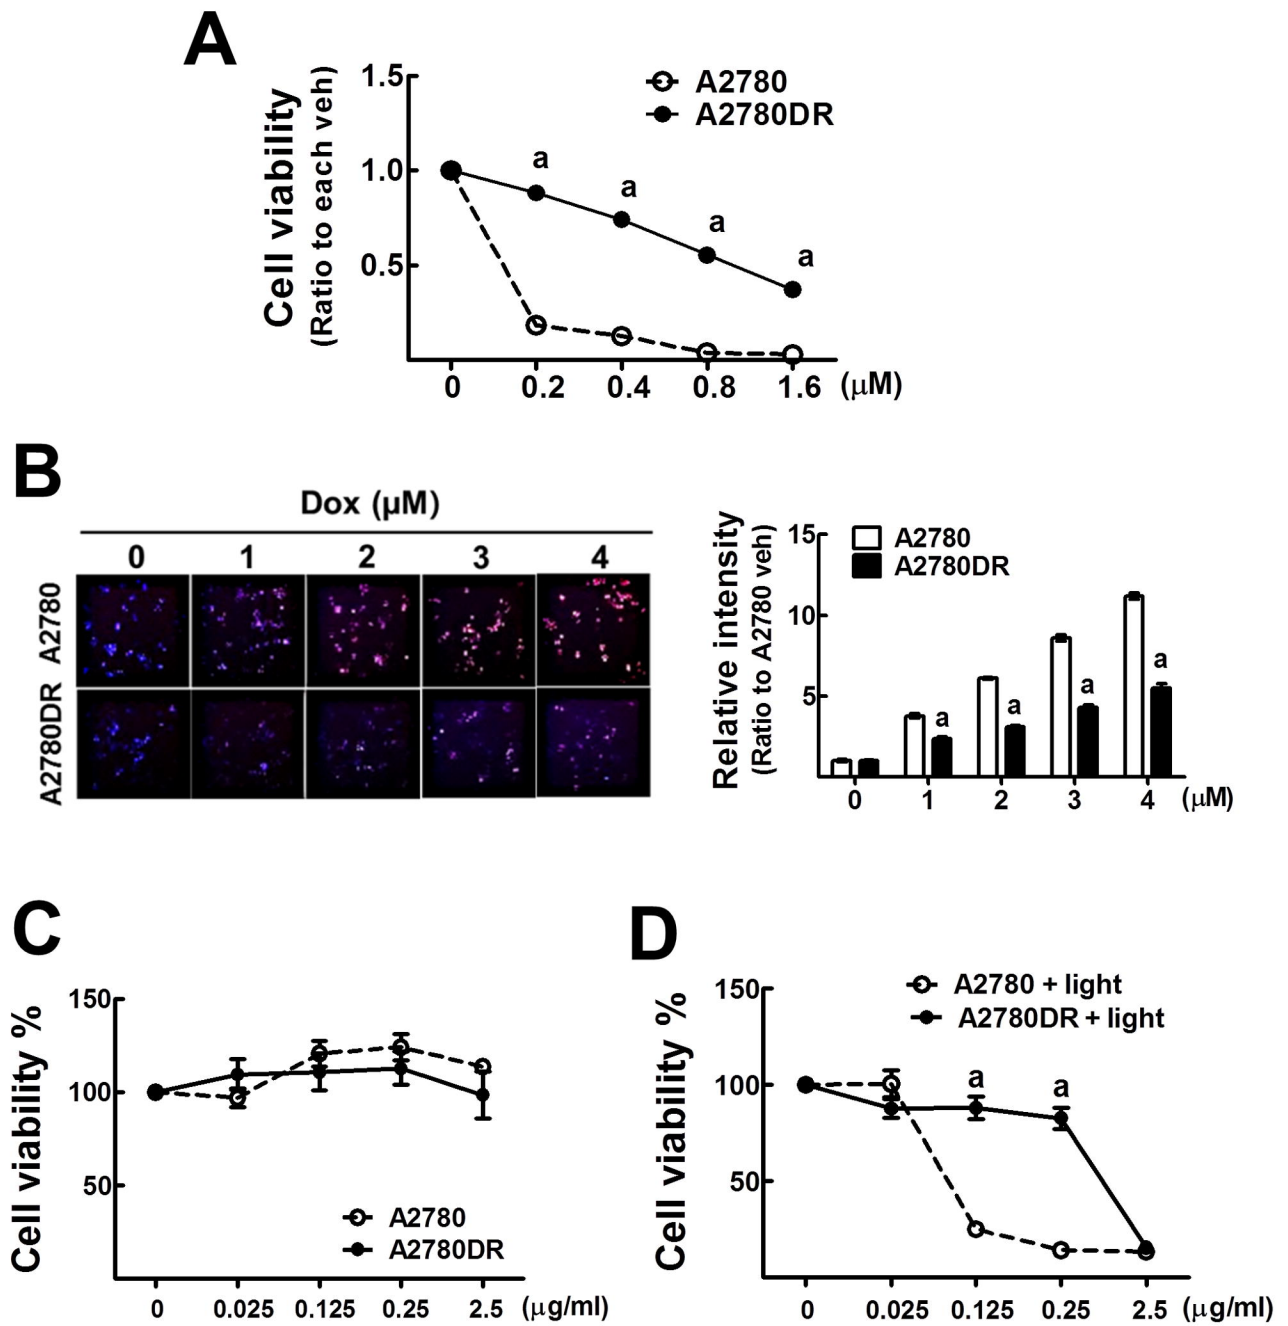 A
Cell viability
(Ratio to each veh)
1.5
1.0
0.5
A2780
A2780DR
a
a
a
a
0 0.2 0.4 0.8 1.6 (μM)
B
Dox (μM)
0 1 2 3 4
A2780
A2780DR
Relative intensity
(Ratio to A2780 veh)
15
10
5
A2780
A2780DR
a
a
a
a
0 1 2 3 4 (μM)
C
Cell viability %
150
100
50
A2780
A2780DR
0 0.025 0.125 0.25 2.5 (μg/ml)
D
Cell viability %
150
100
50
A2780 + light
A2780DR + light
a a
0 0.025 0.125 0.25 2.5 (μg/ml)